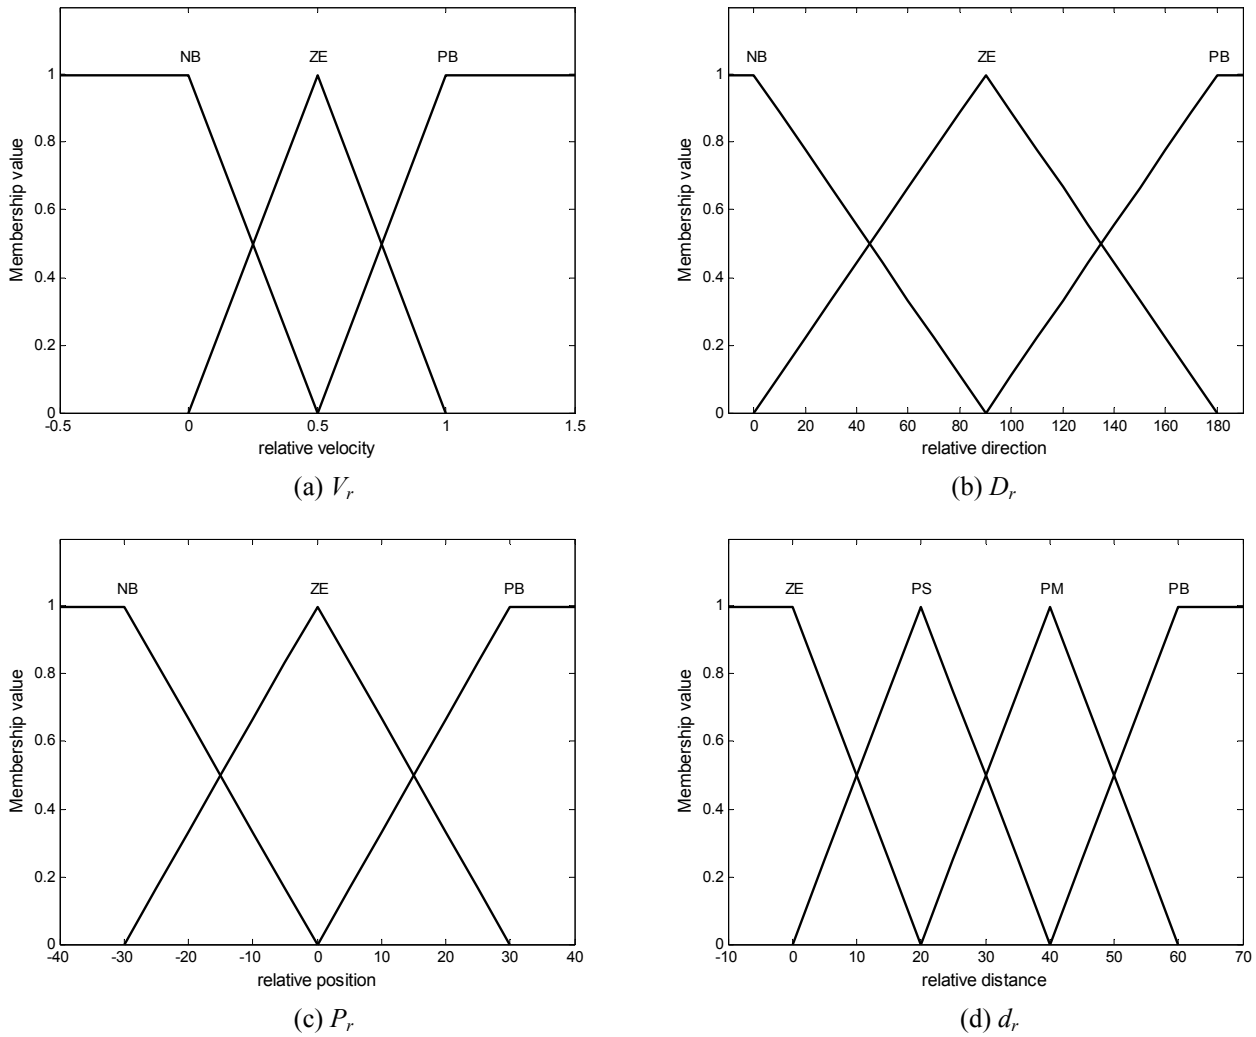 NB ZE PB
1
0.8
0.6
0.4
0.2
0
Membership value
-0.5 0 0.5 1 1.5
relative velocity
(a) Vr
NB ZE PB
1
0.8
0.6
0.4
0.2
0
Membership value
0 20 40 60 80 100 120 140 160 180
relative direction
(b) Dr
NB ZE PB
1
0.8
0.6
0.4
0.2
0
Membership value
-40 -30 -20 -10 0 10 20 30 40
relative position
(c) Pr
ZE PS PM PB
1
0.8
0.6
0.4
0.2
0
Membership value
-10 0 10 20 30 40 50 60 70
relative distance
(d) dr